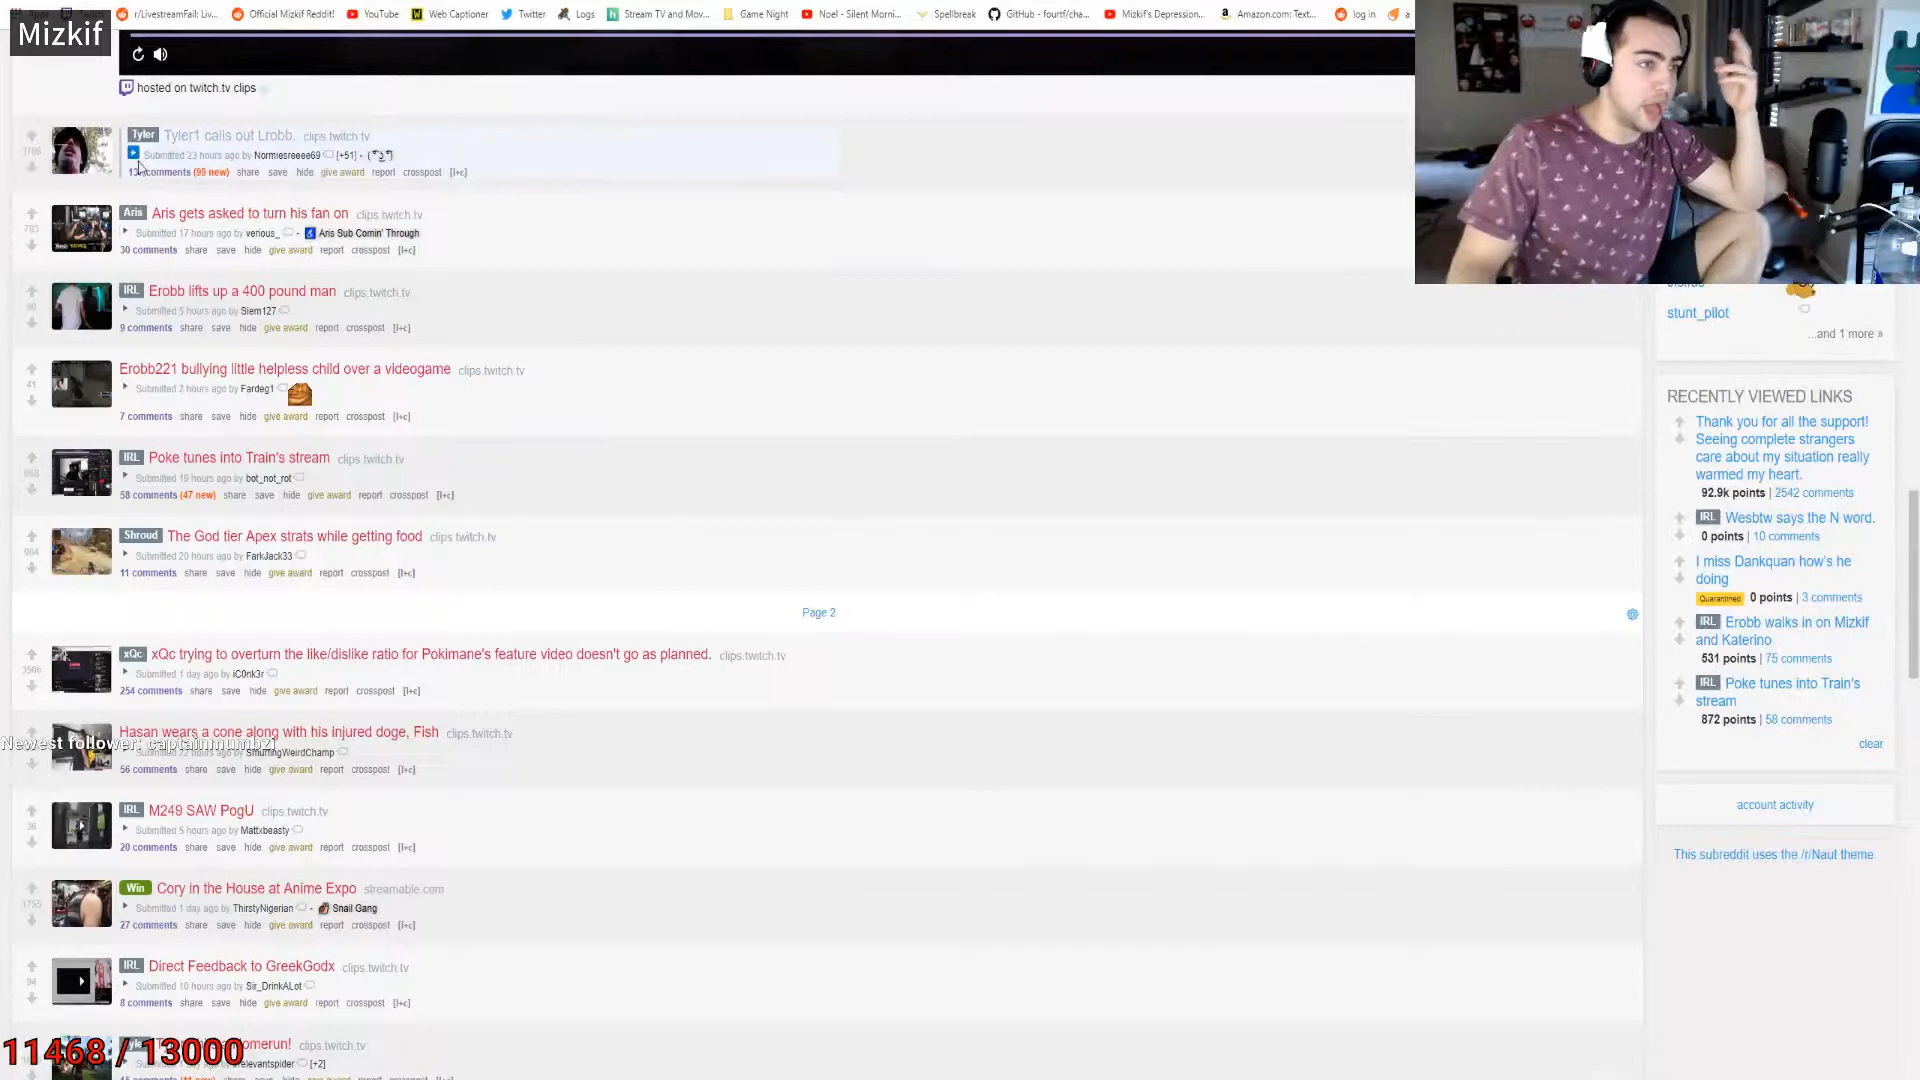 r/LivestreamFail: Liv... Official Mizkif Reddit! YouTube Web Captioner Twitter Logs Stream TV and Mov... Game Night Noel - Silent Morni... Spellbreak GitHub - fourtf/cha... Mizkif's Depression... Amazon.com: Text... log in a
Mizkif
hosted on twitch.tv clips
Tyler Tyler1 calls out Lrobb. clips.twitch.tv
Submitted 23 hours ago by Normiesreeee69 [+51] -
comments (99 new) share save hide give award report crosspost [l+c]
Aris Aris gets asked to turn his fan on clips.twitch.tv
783 Submitted 17 hours ago by verious_ - Aris Sub Comin' Through
30 comments share save hide give award report crosspost [l+c]
IRL Erobb lifts up a 400 pound man clips.twitch.tv
Submitted 5 hours ago by Siem127
9 comments share save hide give award report crosspost [l+c]
Erobb221 bullying little helpless child over a videogame clips.twitch.tv
41 Submitted 2 hours ago by Fardeg1
7 comments share save hide give award report crosspost [l+c]
IRL Poke tunes into Train's stream clips.twitch.tv
Submitted 19 hours ago by bot_not_rot
58 comments (47 new) share save hide give award report crosspost [l+c]
Shroud The God tier Apex strats while getting food clips.twitch.tv
Submitted 20 hours ago by FarkJack33
11 comments share save hide give award report crosspost [l+c]
Page 2
xQc xQc trying to overturn the like/dislike ratio for Pokimane's feature video doesn't go as planned. clips.twitch.tv
Submitted 1 day ago by iC0nk3r
254 comments share save hide give award report crosspost [l+c]
Hasan wears a cone along with his injured doge, Fish clips.twitch.tv
Newest follower: captainmumbzi
Submitted 22 hours ago by SmurfingWeirdChamp
56 comments share save hide give award report crosspost [l+c]
IRL M249 SAW PogU clips.twitch.tv
36 Submitted 5 hours ago by Mattxbeasty
20 comments share save hide give award report crosspost [l+c]
Win Cory in the House at Anime Expo streamable.com
1755 Submitted 1 day ago by ThirstyNigerian - Snail Gang
27 comments share save hide give award report crosspost [l+c]
IRL Direct Feedback to GreekGodx clips.twitch.tv
94 Submitted 10 hours ago by Sir_DrinkALot
8 comments share save hide give award report crosspost [l+c]
clips.twitch.tv
11468 / 13000
[+2]
stunt_pilot
...and 1 more »
RECENTLY VIEWED LINKS
Thank you for all the support!
Seeing complete strangers
care about my situation really
warmed my heart.
92.9k points | 2542 comments
IRL Wesbtw says the N word.
0 points | 10 comments
I miss Dankquan how's he
doing
Quarantined 0 points | 3 comments
IRL Erobb walks in on Mizkif
and Katerino
531 points | 75 comments
IRL Poke tunes into Train's
stream
872 points | 58 comments
clear
account activity
This subreddit uses the /r/Naut theme